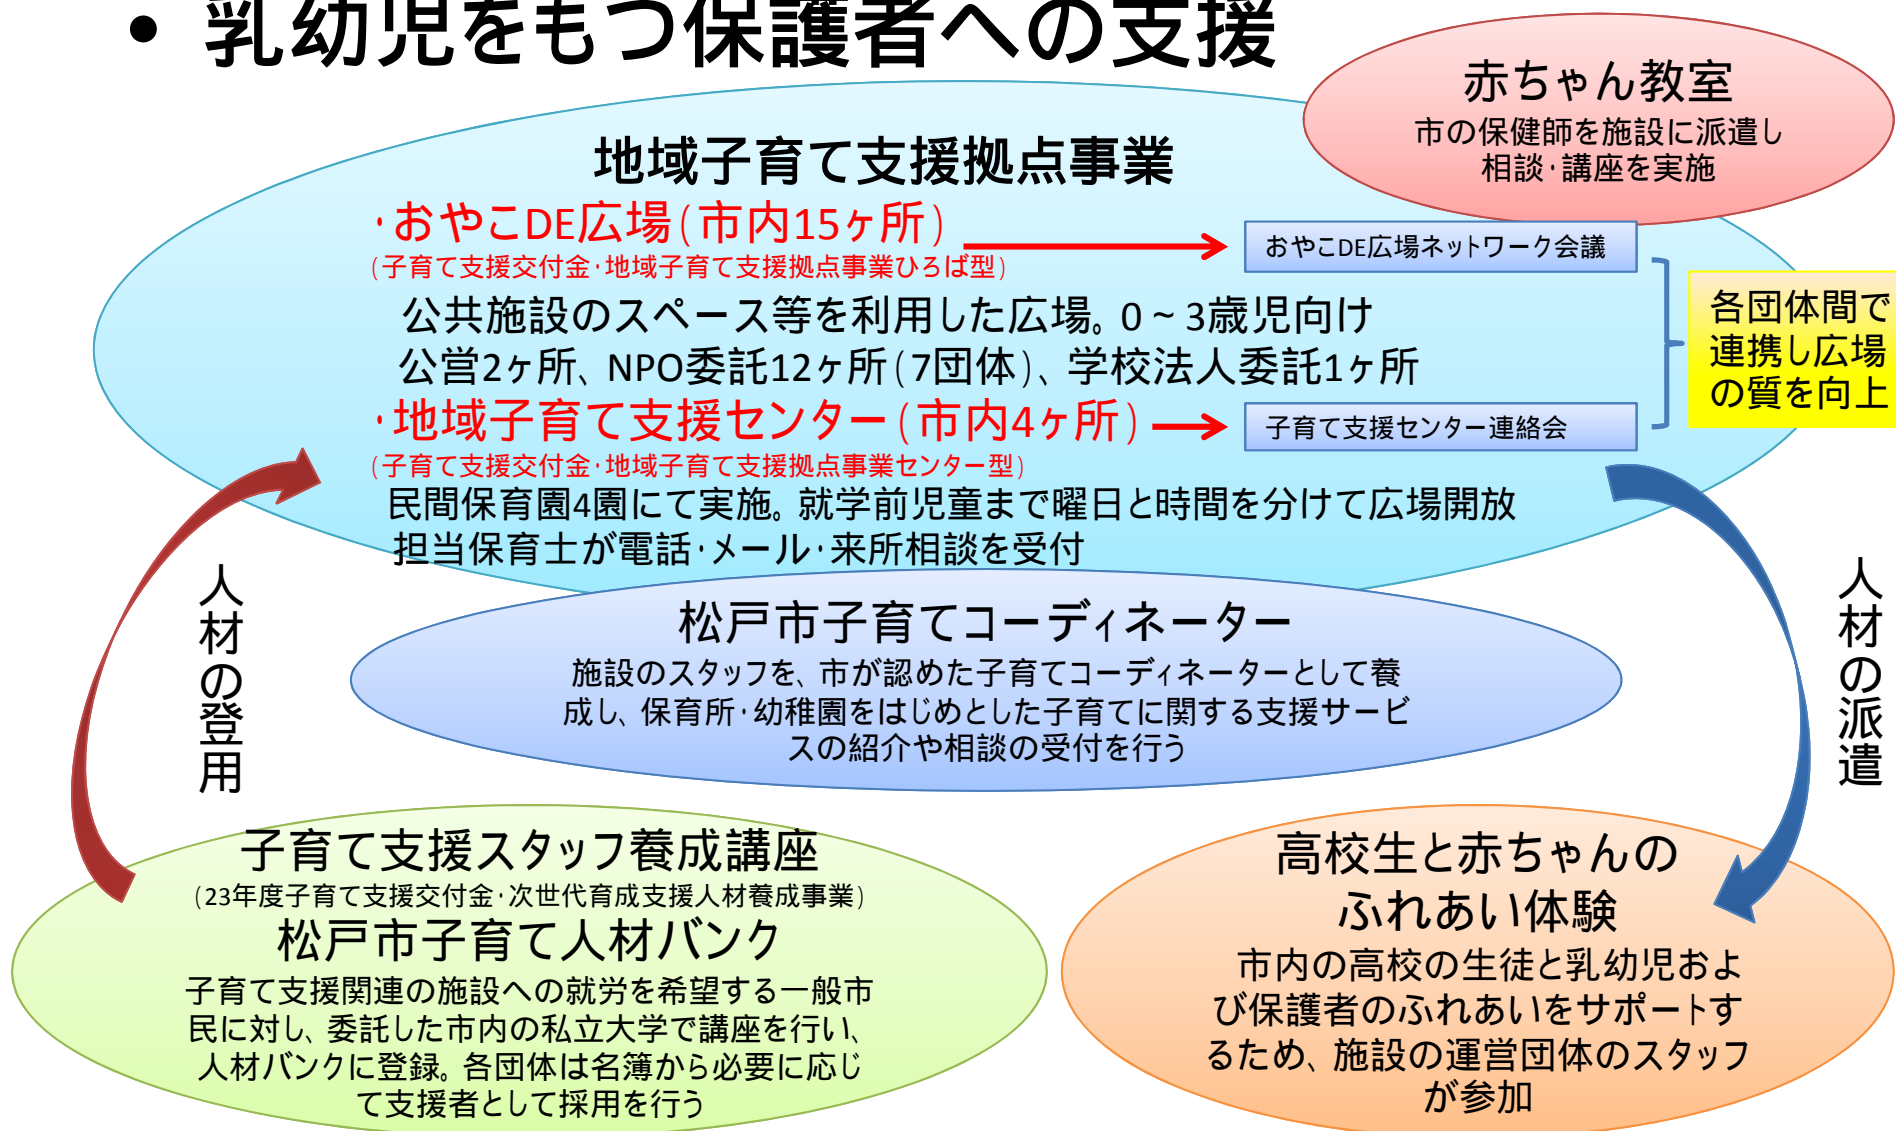 • 乳幼児をもつ保護者への支援
赤ちゃん教室
市の保健師を施設に派遣し
相談・講座を実施
地域子育て支援拠点事業
・おやこDE広場(市内15ヶ所)
(子育て支援交付金・地域子育て支援拠点事業ひろば型)
おやこDE広場ネットワーク会議
公共施設のスペース等を利用した広場。0~3歳児向け
公営2ヶ所、NPO委託12ヶ所(7団体)、学校法人委託1ヶ所
・地域子育て支援センター(市内4ヶ所)
(子育て支援交付金・地域子育て支援拠点事業センター型)
子育て支援センター連絡会
各団体間で
連携し広場
の質を向上
民間保育園4園にて実施。就学前児童まで曜日と時間を分けて広場開放
担当保育士が電話・メール・来所相談を受付
人材の登用
人材の派遣
松戸市子育てコーディネーター
施設のスタッフを、市が認めた子育てコーディネーターとして養
成し、保育所・幼稚園をはじめとした子育てに関する支援サービ
スの紹介や相談の受付を行う
子育て支援スタッフ養成講座
(23年度子育て支援交付金・次世代育成支援人材養成事業)
松戸市子育て人材バンク
子育て支援関連の施設への就労を希望する一般市
民に対し、委託した市内の私立大学で講座を行い、
人材バンクに登録。各団体は名簿から必要に応じ
て支援者として採用を行う
高校生と赤ちゃんの
ふれあい体験
市内の高校の生徒と乳幼児およ
び保護者のふれあいをサポートす
るため、施設の運営団体のスタッフ
が参加